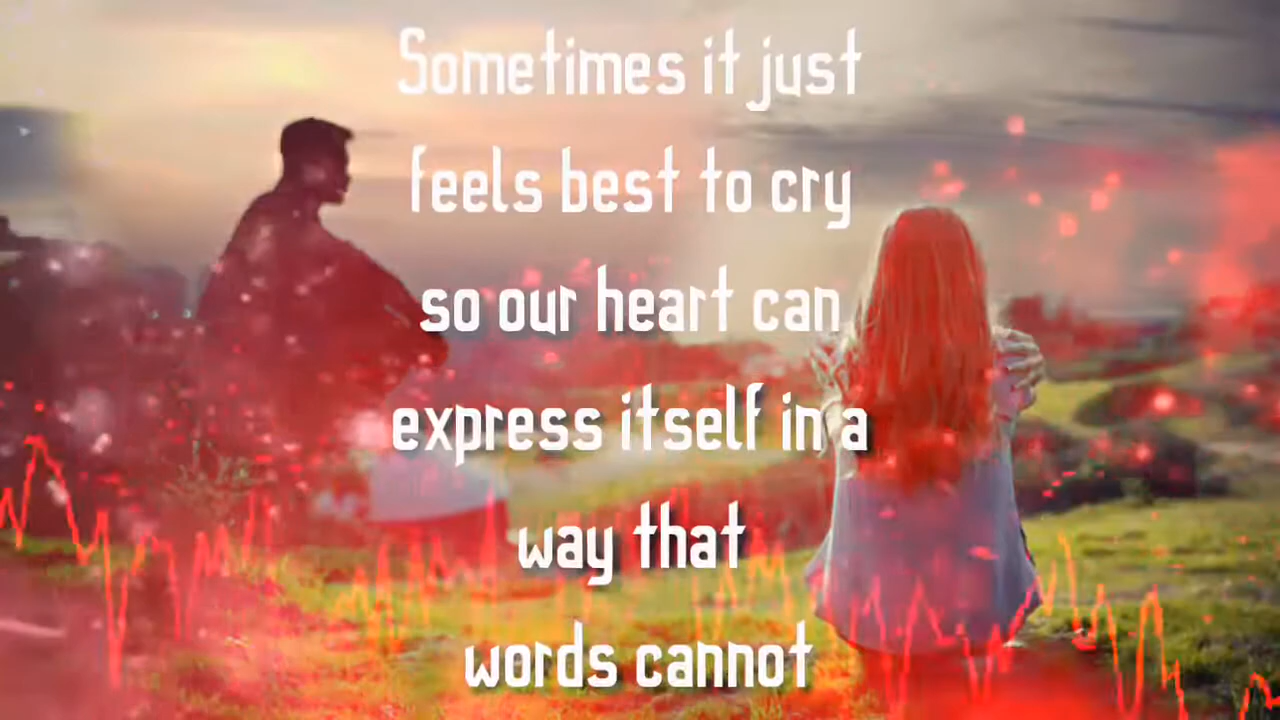 Sometimes it just
feels best to cry
so our heart can
express itself in a
way that
words cannot